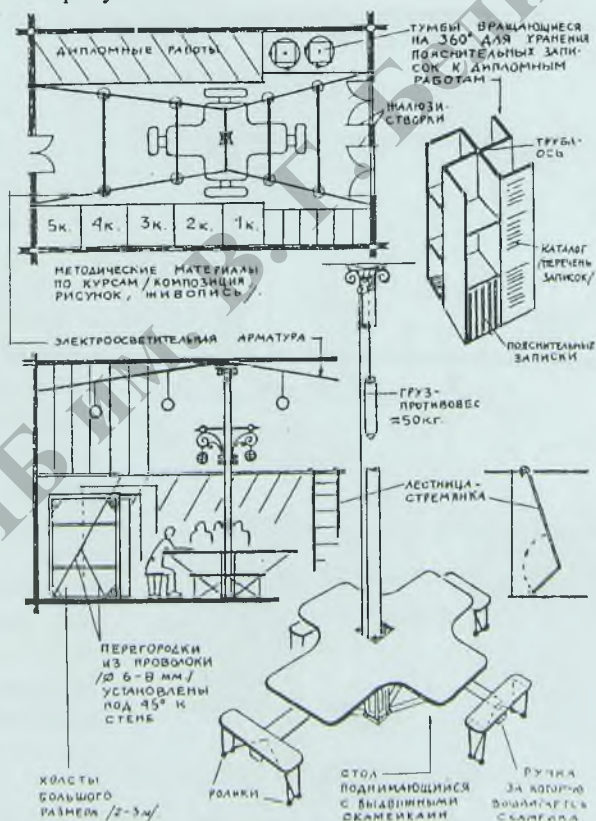 ДИПЛОМНЫЕ РАБОТЫ
ТУМБЫ ВРАЩАЮЩИЕСЯ
НА 360° ДЛЯ ХРАНЕНИЯ
ПОЯСНИТЕЛЬНЫХ ЗАПИ-
СОК К ДИПЛОМНЫМ
РАБОТАМ
ЖАЛЮЗИ-
СТВОРКИ
ТРУБА-
ОСЬ
5к. 4к. 3к. 2к. 1к.
КАТАЛОГ
/ПЕРЕЧЕНЬ
ЗАПИСОК/
МЕТОДИЧЕСКИЕ МАТЕРИАЛЫ
ПО КУРСАМ /КОМПОЗИЦИЯ,
РИСУНОК, ЖИВОПИСЬ/
ПОЯСНИТЕЛЬНЫЕ
ЗАПИСКИ
ЭЛЕКТРООСВЕТИТЕЛЬНАЯ АРМАТУРА
ГРУЗ-
ПРОТИВОВЕС
≈50КГ.
ЛЕСТНИЦА-
СТРЕМЯНКА
ПЕРЕГОРОДКИ
ИЗ ПРОВОЛОКИ
/Ø 6-8 ММ/
УСТАНОВЛЕНЫ
ПОД 45° К
СТЕНЕ
ХОЛСТЫ
БОЛЬШОГО
РАЗМЕРА /2-3м/
РОЛИКИ
СТОЛ
ПОДНИМАЮЩИЙСЯ
С ВЫДВИЖНЫМИ
СКАМЕЙКАМИ
РУЧКА
ЗА КОТОРУЮ
СКАМЕЙКА
БИБ им. В. Г.